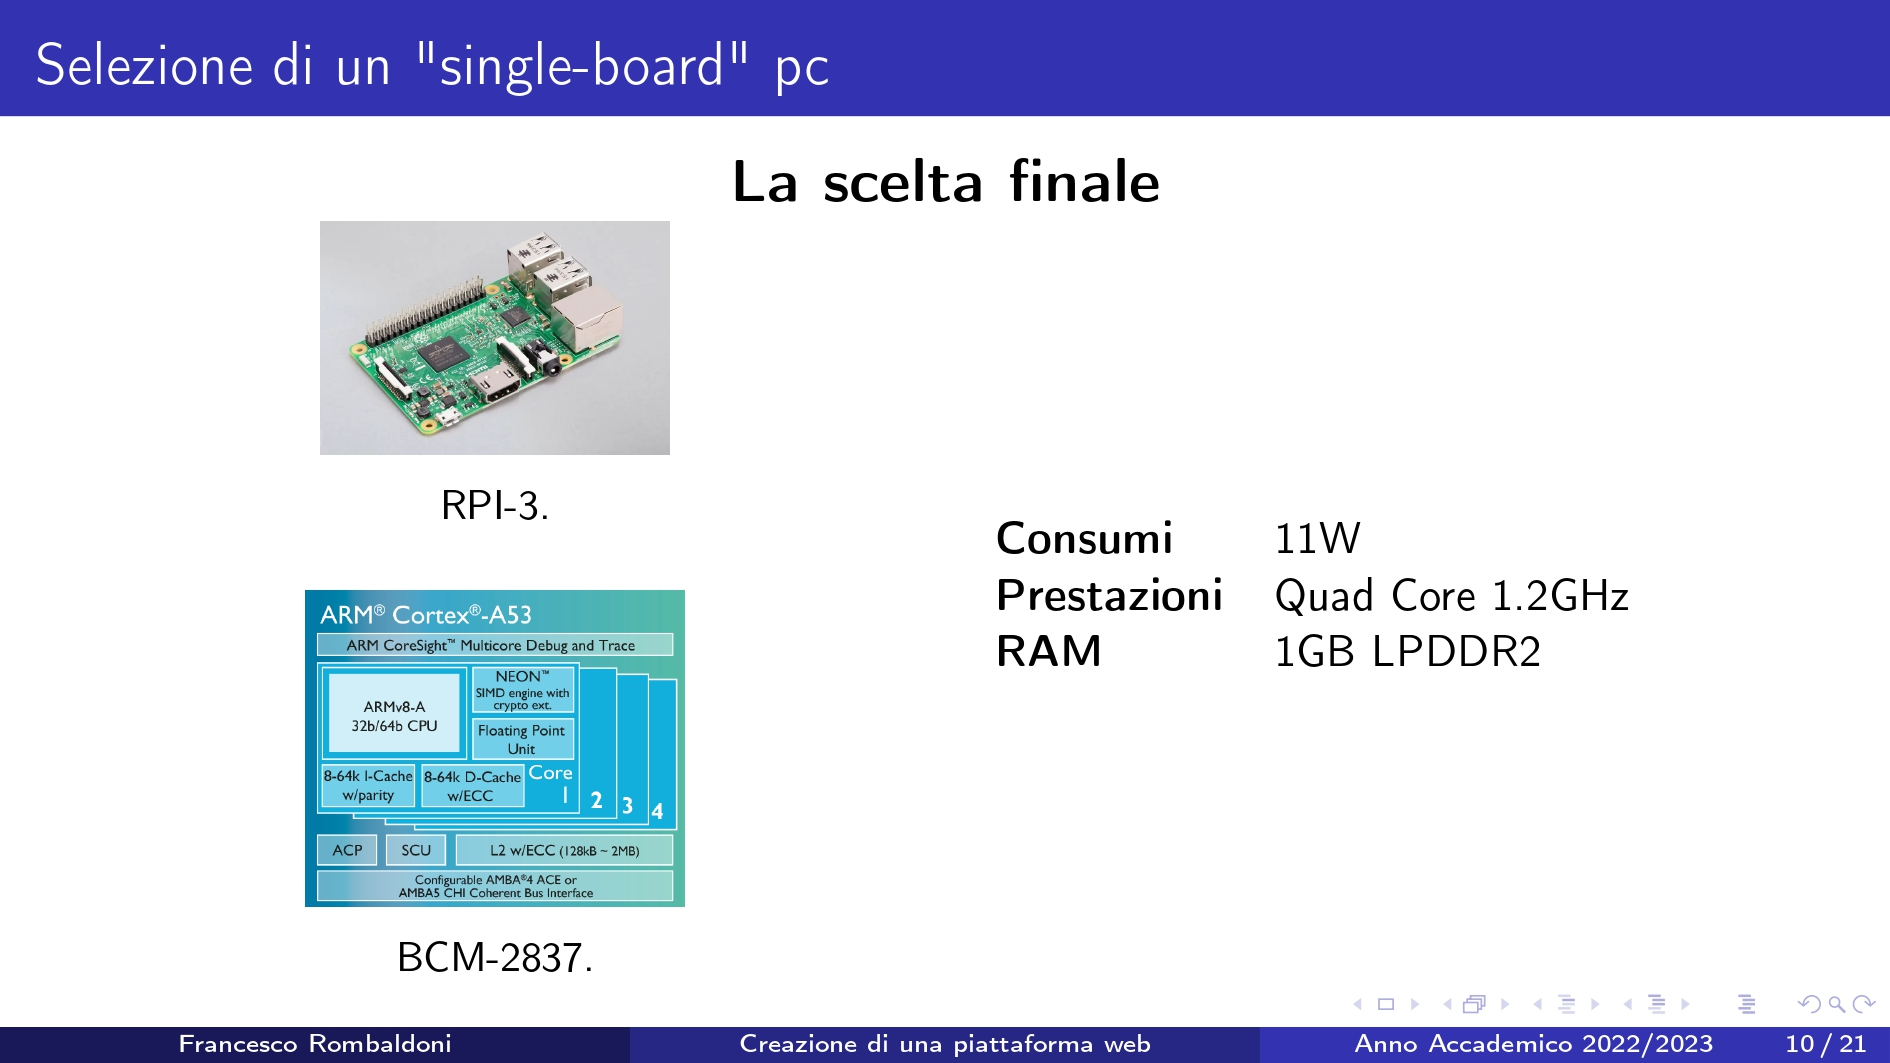 Selezione di un "single-board" pc
La scelta finale
RPI-3.
ARM® Cortex®-A53
ARM CoreSight™ Multicore Debug and Trace
ARMv8-A
32b/64b CPU
NEON™
SIMD engine with
crypto ext.
Floating Point
Unit
8-64k I-Cache
w/parity
8-64k D-Cache
w/ECC
Core
1
2
3
4
ACP
SCU
L2 w/ECC (128kB ~ 2MB)
Configurable AMBA®4 ACE or
AMBA5 CHI Coherent Bus Interface
BCM-2837.
Consumi 11W
Prestazioni Quad Core 1.2GHz
RAM 1GB LPDDR2
Francesco Rombaldoni
Creazione di una piattaforma web
Anno Accademico 2022/2023
10 / 21